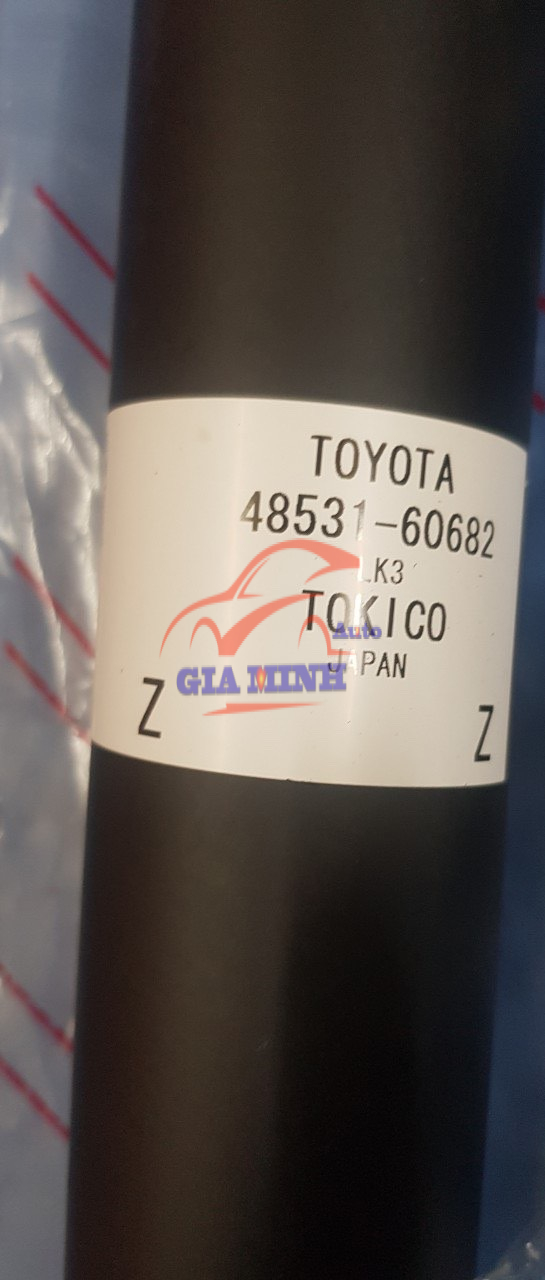 TOYOTA
48531-60682
LK3
TOKICO
Auto
JAPAN
GIA MINH
Z
Z